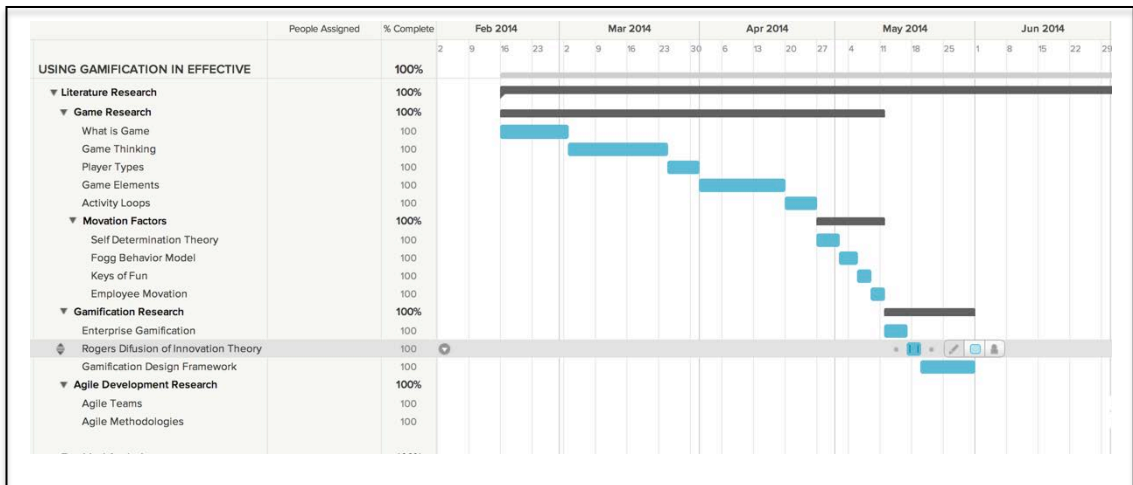 People Assigned % Complete Feb 2014 Mar 2014 Apr 2014 May 2014 Jun 2014
2 9 16 23 2 9 16 23 30 6 13 20 27 4 11 18 25 1 8 15 22 29
USING GAMIFICATION IN EFFECTIVE 100%
Literature Research 100%
Game Research 100%
What is Game 100
Game Thinking 100
Player Types 100
Game Elements 100
Activity Loops 100
Movation Factors 100%
Self Determination Theory 100
Fogg Behavior Model 100
Keys of Fun 100
Employee Movation 100
Gamification Research 100%
Enterprise Gamification 100
Rogers Difusion of Innovation Theory 100
Gamification Design Framework 100
Agile Development Research 100%
Agile Teams 100
Agile Methodologies 100